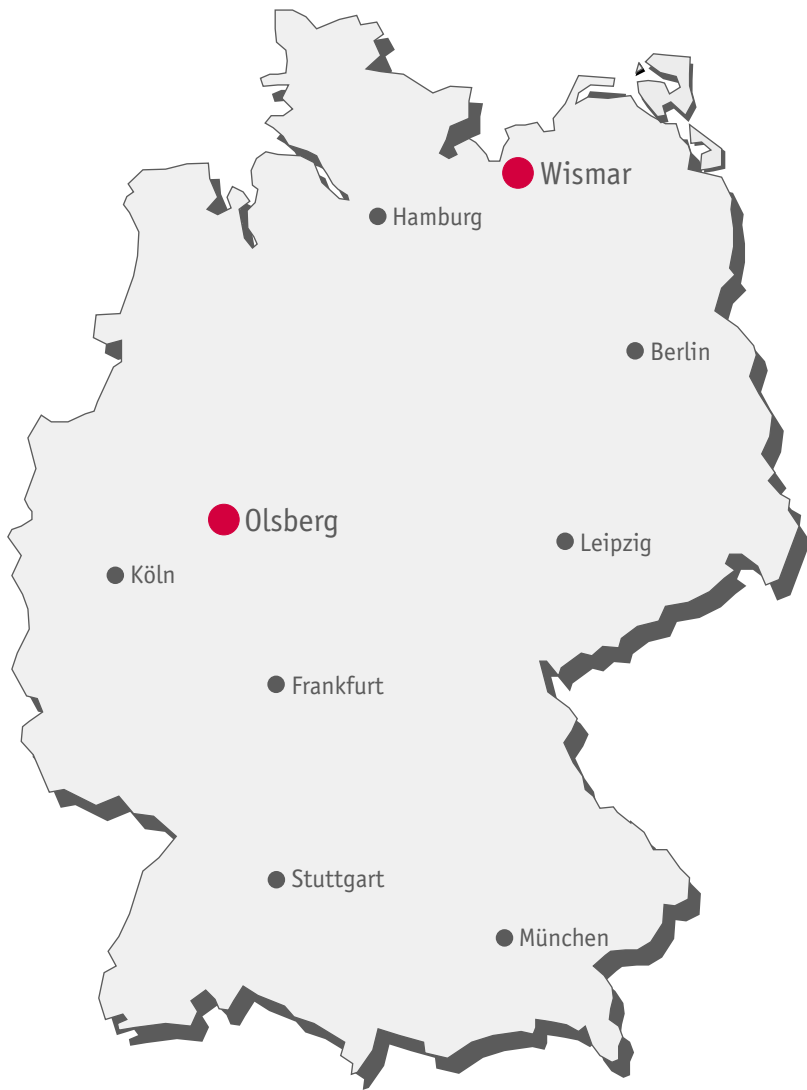 Wismar
Hamburg
Berlin
Olsberg
Leipzig
Köln
Frankfurt
Stuttgart
München